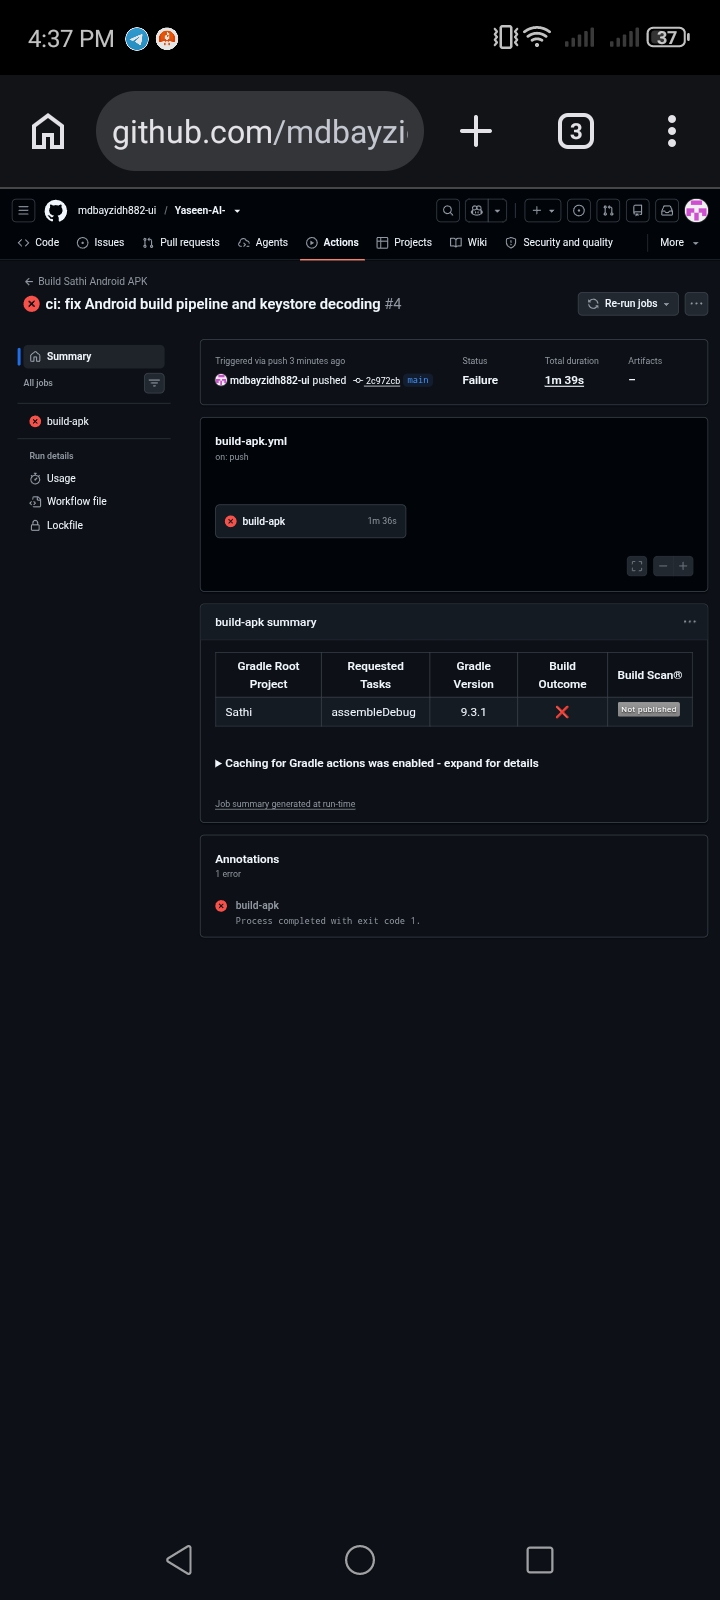 4:37 PM
37
github.com/mdbayzi
3
mdbayzidh882-ui / Yaseen-AI-
Code Issues Pull requests Agents Actions Projects Wiki Security and quality More
Build Sathi Android APK
ci: fix Android build pipeline and keystore decoding #4
Re-run jobs
Summary
All jobs
build-apk
Run details
Usage
Workflow file
Lockfile
Triggered via push 3 minutes ago
mdbayzidh882-ui pushed 2c972cb main
Status
Failure
Total duration
1m 39s
Artifacts
–
build-apk.yml
on: push
build-apk 1m 36s
build-apk summary
Gradle Root Project Requested Tasks Gradle Version Build Outcome Build Scan®
Sathi assembleDebug 9.3.1 ❌ Not published
Caching for Gradle actions was enabled - expand for details
Job summary generated at run-time
Annotations
1 error
build-apk
Process completed with exit code 1.